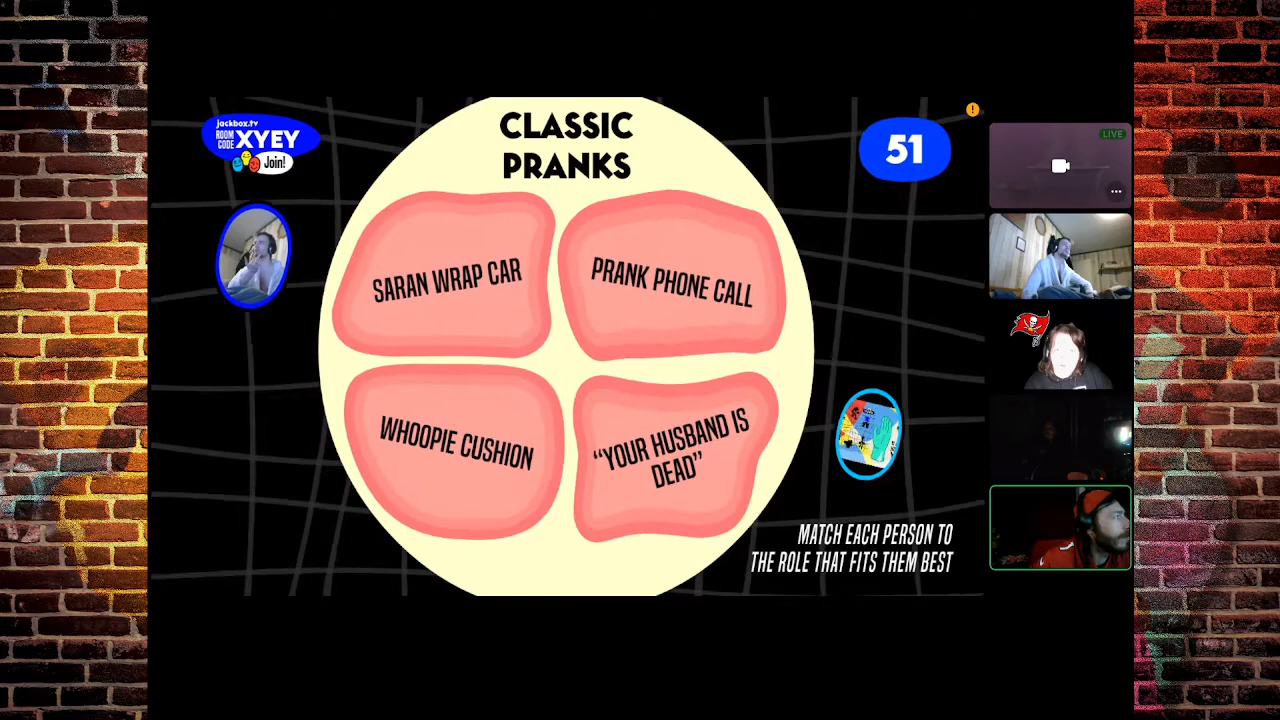 jackbox.tv
ROOM
CODE XYEY
Join!
CLASSIC
PRANKS
51
LIVE
SARAN WRAP CAR
PRANK PHONE CALL
WHOOPIE CUSHION
“YOUR HUSBAND IS
DEAD”
MATCH EACH PERSON TO
THE ROLE THAT FITS THEM BEST